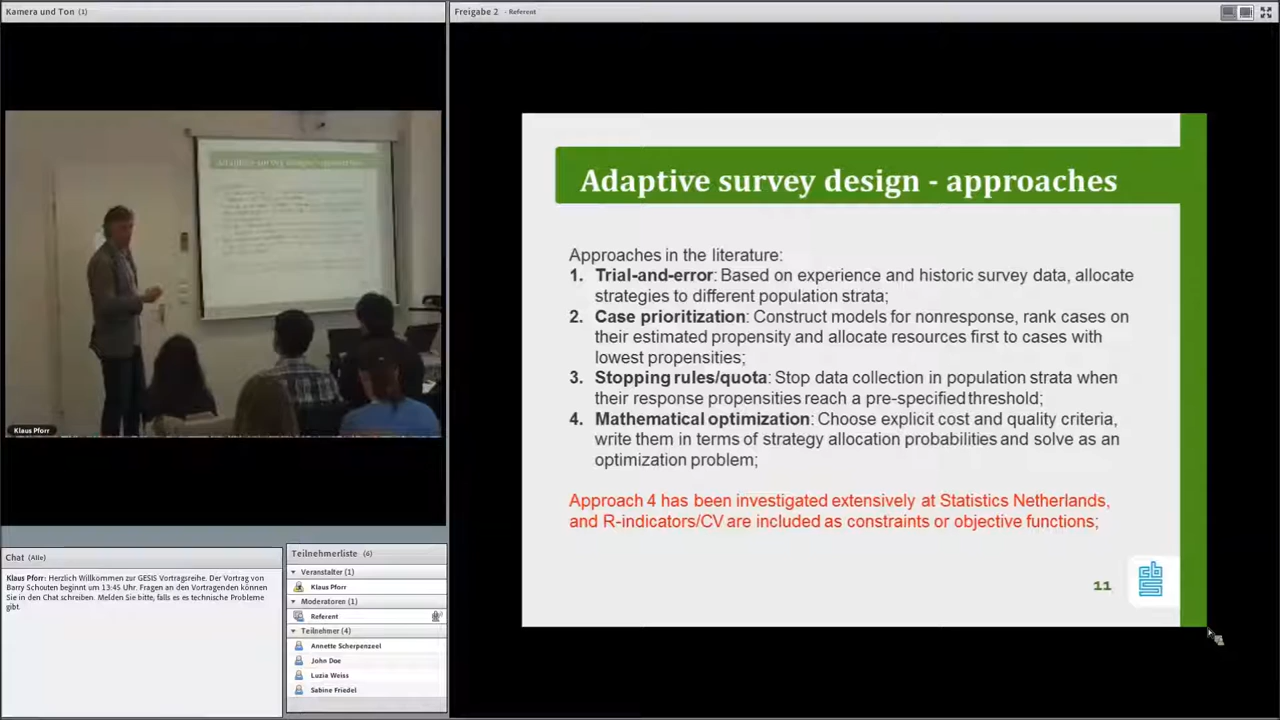 Kamera und Ton (1)
Klaus Pforr
Chat (Alle)
Klaus Pforr: Herzlich Willkommen zur GESIS Vortragsreihe. Der Vortrag von
Barry Schouten beginnt um 13:45 Uhr. Fragen an den Vortragenden können
Sie in den Chat schreiben. Melden Sie bitte, falls es es technische Probleme
gibt.
Teilnehmerliste (6)
Veranstalter (1)
Klaus Pforr
Moderatoren (1)
Referent
Teilnehmer (4)
Annette Scherpenzeel
John Doe
Luzia Weiss
Sabine Friedel
Freigabe 2 - Referent
Adaptive survey design - approaches
Approaches in the literature:
1. Trial-and-error: Based on experience and historic survey data, allocate
strategies to different population strata;
2. Case prioritization: Construct models for nonresponse, rank cases on
their estimated propensity and allocate resources first to cases with
lowest propensities;
3. Stopping rules/quota: Stop data collection in population strata when
their response propensities reach a pre-specified threshold;
4. Mathematical optimization: Choose explicit cost and quality criteria,
write them in terms of strategy allocation probabilities and solve as an
optimization problem;
Approach 4 has been investigated extensively at Statistics Netherlands,
and R-indicators/CV are included as constraints or objective functions;
11
cbs